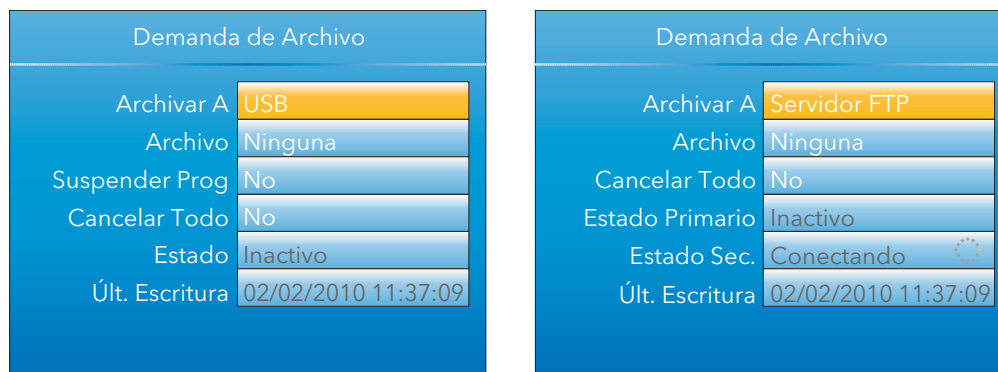 Demanda de Archivo
Archivar A USB
Archivo Ninguna
Suspender Prog No
Cancelar Todo No
Estado Inactivo
Últ. Escritura 02/02/2010 11:37:09
Demanda de Archivo
Archivar A Servidor FTP
Archivo Ninguna
Cancelar Todo No
Estado Primario Inactivo
Estado Sec. Conectando
Últ. Escritura 02/02/2010 11:37:09